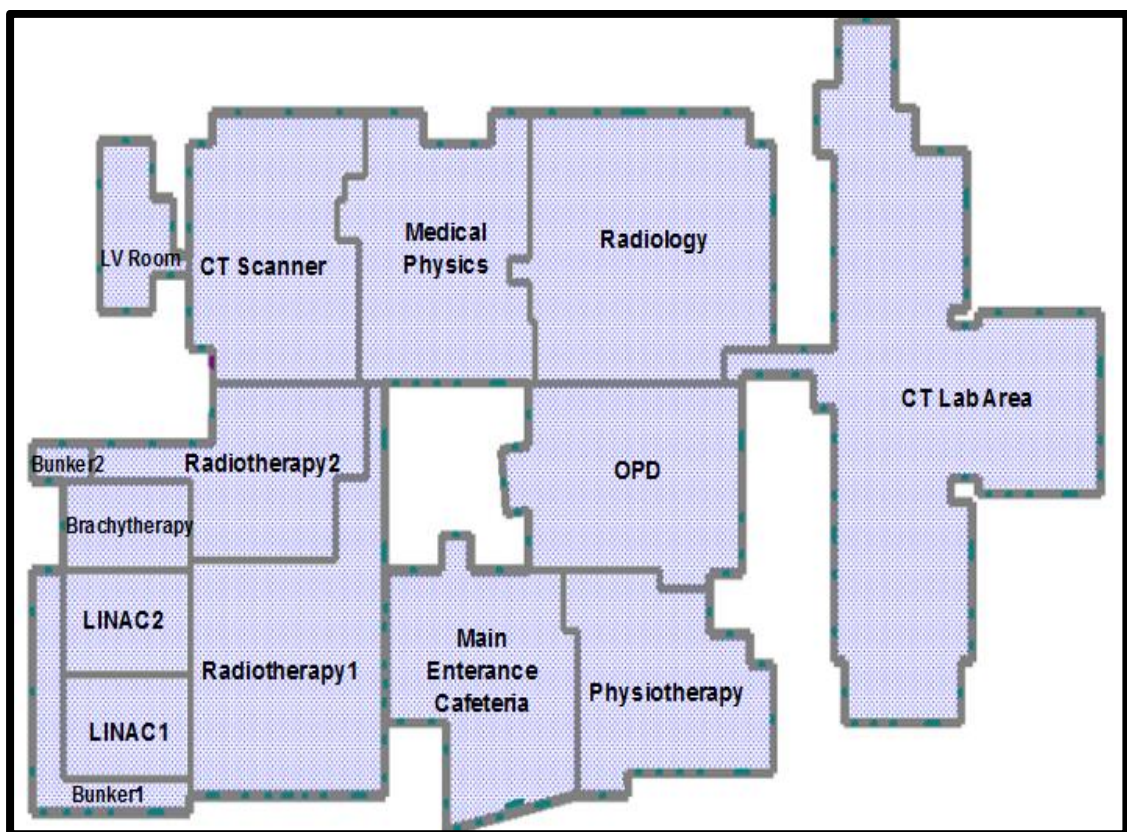 Medical
Physics
Radiology
LV Room
CT Scanner
CT Lab Area
Bunker2
Radiotherapy2
OPD
Brachytherapy
LINAC2
Main
Enterance
Cafeteria
Radiotherapy1
Physiotherapy
LINAC1
Bunker1